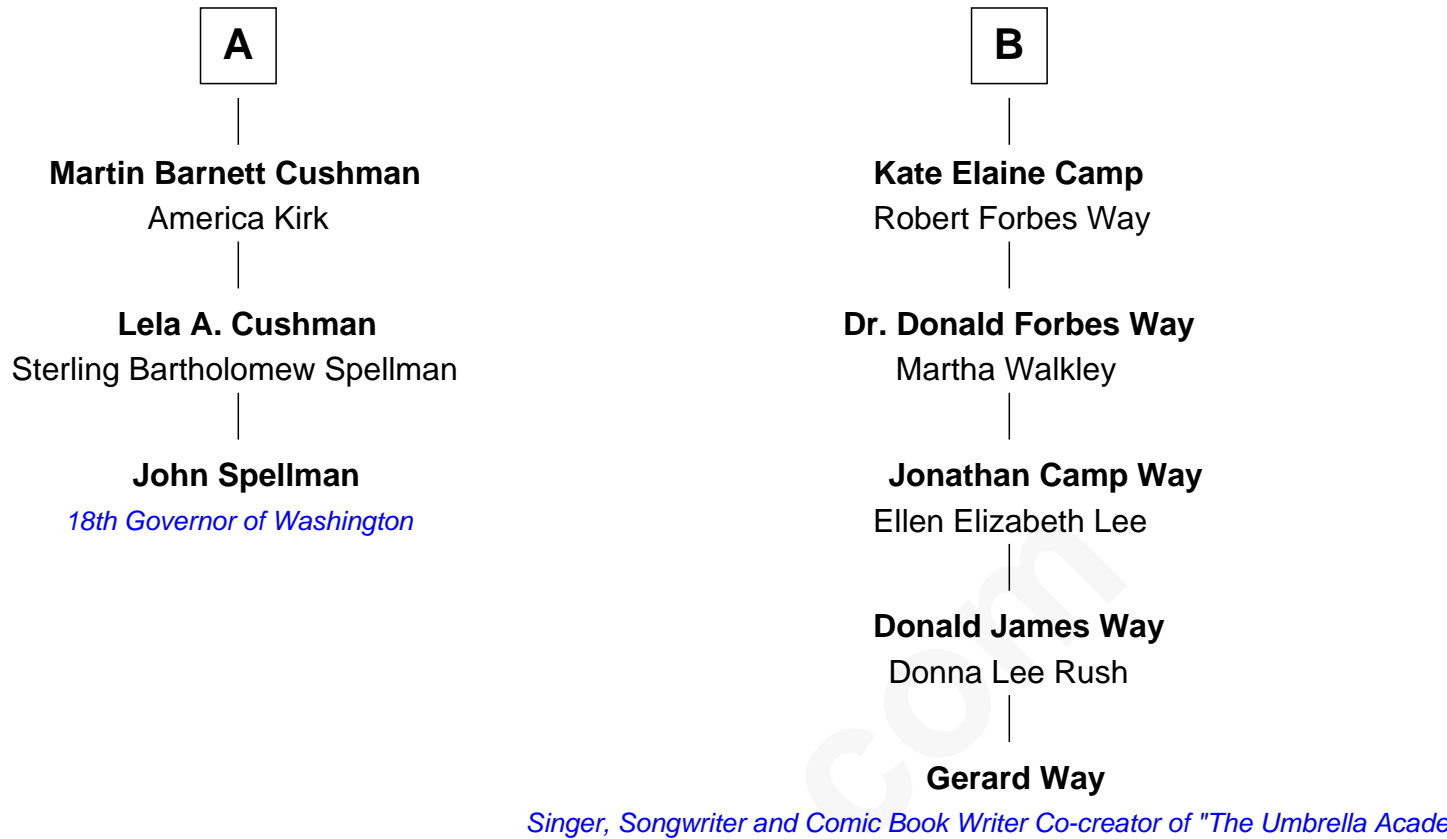 A
Martin Barnett Cushman
America Kirk
Lela A. Cushman
Sterling Bartholomew Spellman
John Spellman
18th Governor of Washington
B
Kate Elaine Camp
Robert Forbes Way
Dr. Donald Forbes Way
Martha Walkley
Jonathan Camp Way
Ellen Elizabeth Lee
Donald James Way
Donna Lee Rush
Gerard Way
Singer, Songwriter and Comic Book Writer Co-creator of "The Umbrella Acade
com